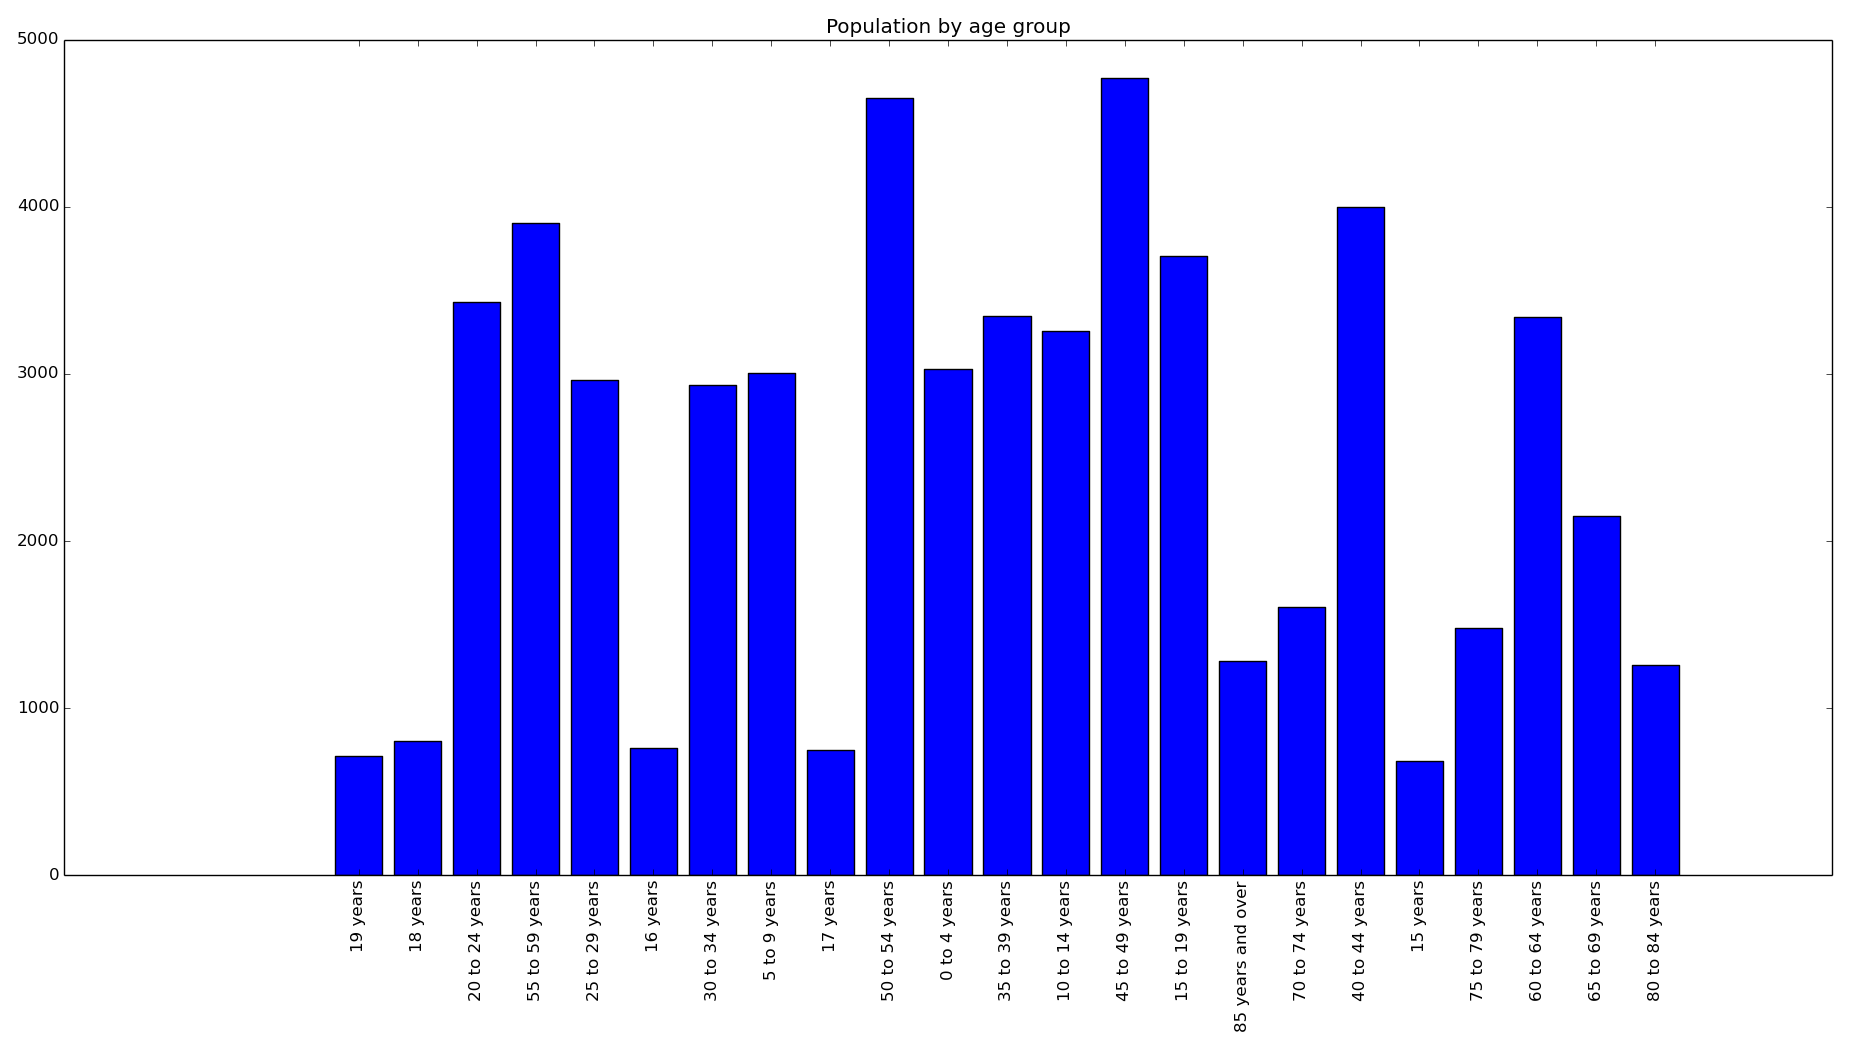 Population by age group
5000
4000
3000
2000
1000
0
19 years
18 years
20 to 24 years
55 to 59 years
25 to 29 years
16 years
30 to 34 years
5 to 9 years
17 years
50 to 54 years
0 to 4 years
35 to 39 years
10 to 14 years
45 to 49 years
15 to 19 years
85 years and over
70 to 74 years
40 to 44 years
15 years
75 to 79 years
60 to 64 years
65 to 69 years
80 to 84 years